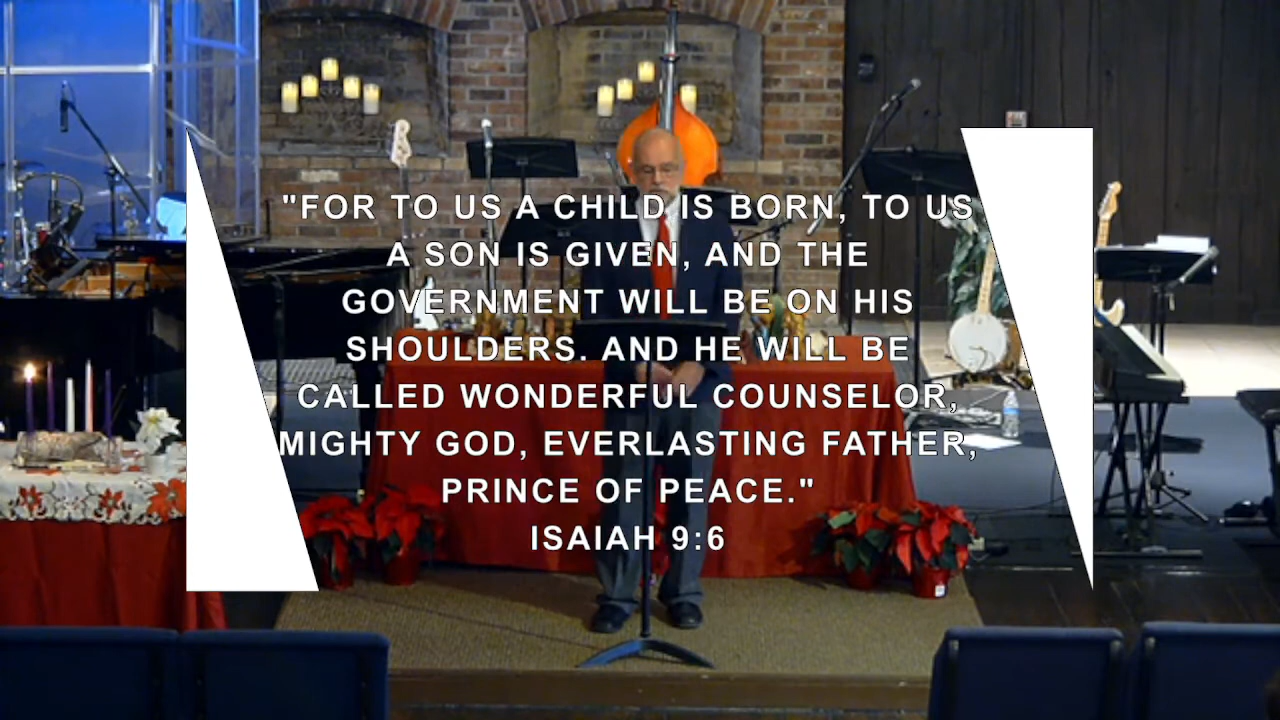 "FOR TO US A CHILD IS BORN, TO US
A SON IS GIVEN, AND THE
GOVERNMENT WILL BE ON HIS
SHOULDERS. AND HE WILL BE
CALLED WONDERFUL COUNSELOR,
MIGHTY GOD, EVERLASTING FATHER,
PRINCE OF PEACE."
ISAIAH 9:6